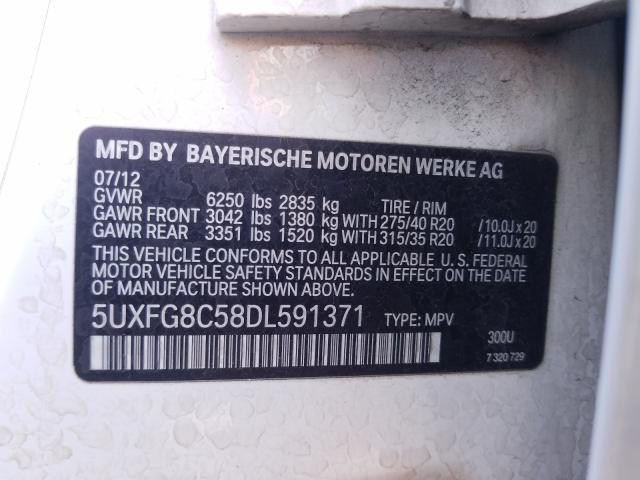 MFD BY BAYERISCHE MOTOREN WERKE AG
07/12
GVWR 6250 lbs 2835 kg TIRE / RIM
GAWR FRONT 3042 lbs 1380 kg WITH 275/40 R20 /10.0J x 20
GAWR REAR 3351 lbs 1520 kg WITH 315/35 R20 /11.0J x 20
THIS VEHICLE CONFORMS TO ALL APPLICABLE U. S. FEDERAL
MOTOR VEHICLE SAFETY STANDARDS IN EFFECT ON THE DATE
OF MANUFACTURE SHOWN ABOVE.
5UXFG8C58DL591371 TYPE: MPV
300U
7 320 729